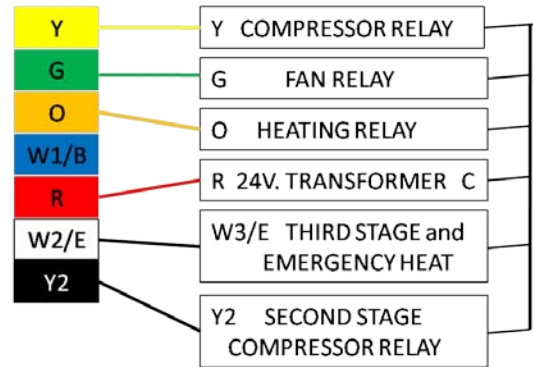 Y
G
O
W1/B
R
W2/E
Y2
Y COMPRESSOR RELAY
G FAN RELAY
O HEATING RELAY
R 24V. TRANSFORMER C
W3/E THIRD STAGE and
EMERGENCY HEAT
Y2 SECOND STAGE
COMPRESSOR RELAY